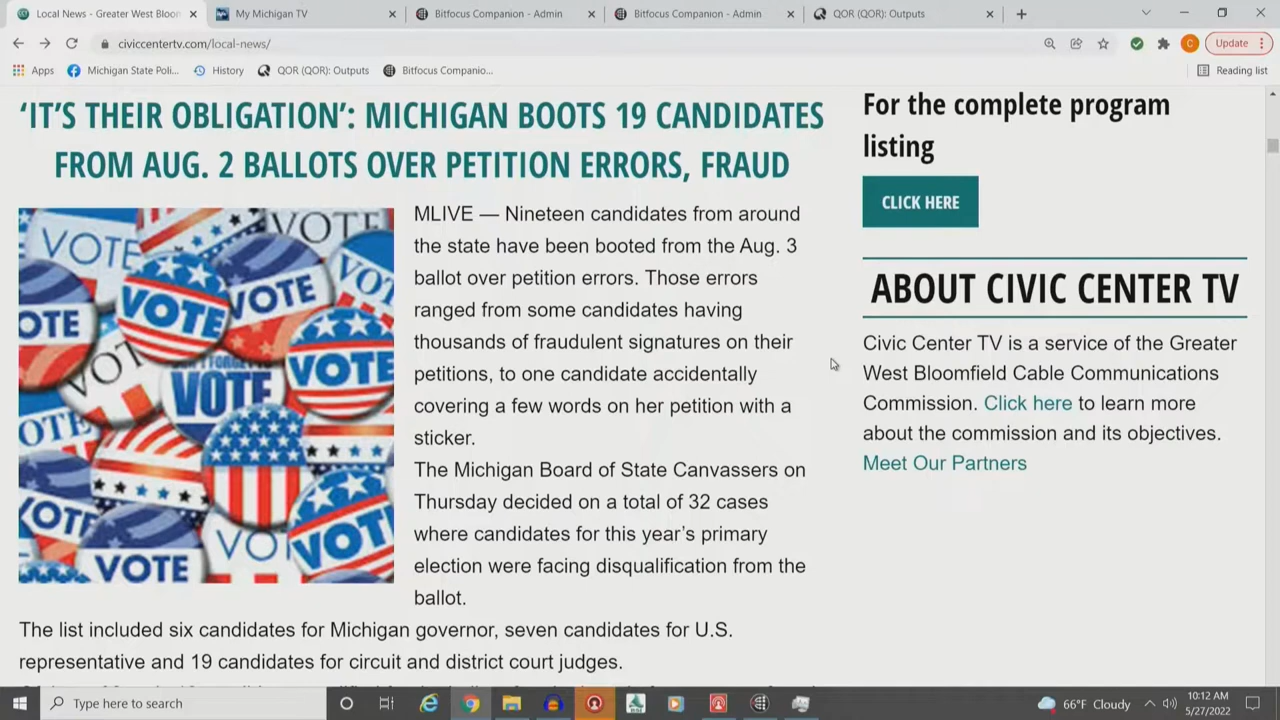 Local News - Greater West Bloom
My Michigan TV
Bitfocus Companion - Admin
Bitfocus Companion - Admin
QOR (QOR): Outputs
civiccentertv.com/local-news/
C
Update
Apps
Michigan State Poli...
History
QOR (QOR): Outputs
Bitfocus Companio...
Reading list
‘IT’S THEIR OBLIGATION’: MICHIGAN BOOTS 19 CANDIDATES
FROM AUG. 2 BALLOTS OVER PETITION ERRORS, FRAUD
VOTE
VOTE
VOTE
VOTE
VOTE
VOTE
VOTE
VOTE
MLIVE — Nineteen candidates from around
the state have been booted from the Aug. 3
ballot over petition errors. Those errors
ranged from some candidates having
thousands of fraudulent signatures on their
petitions, to one candidate accidentally
covering a few words on her petition with a
sticker.
The Michigan Board of State Canvassers on
Thursday decided on a total of 32 cases
where candidates for this year’s primary
election were facing disqualification from the
ballot.
The list included six candidates for Michigan governor, seven candidates for U.S.
representative and 19 candidates for circuit and district court judges.
For the complete program
listing
CLICK HERE
ABOUT CIVIC CENTER TV
Civic Center TV is a service of the Greater
West Bloomfield Cable Communications
Commission. Click here to learn more
about the commission and its objectives.
Meet Our Partners
Type here to search
66°F Cloudy
10:12 AM
5/27/2022